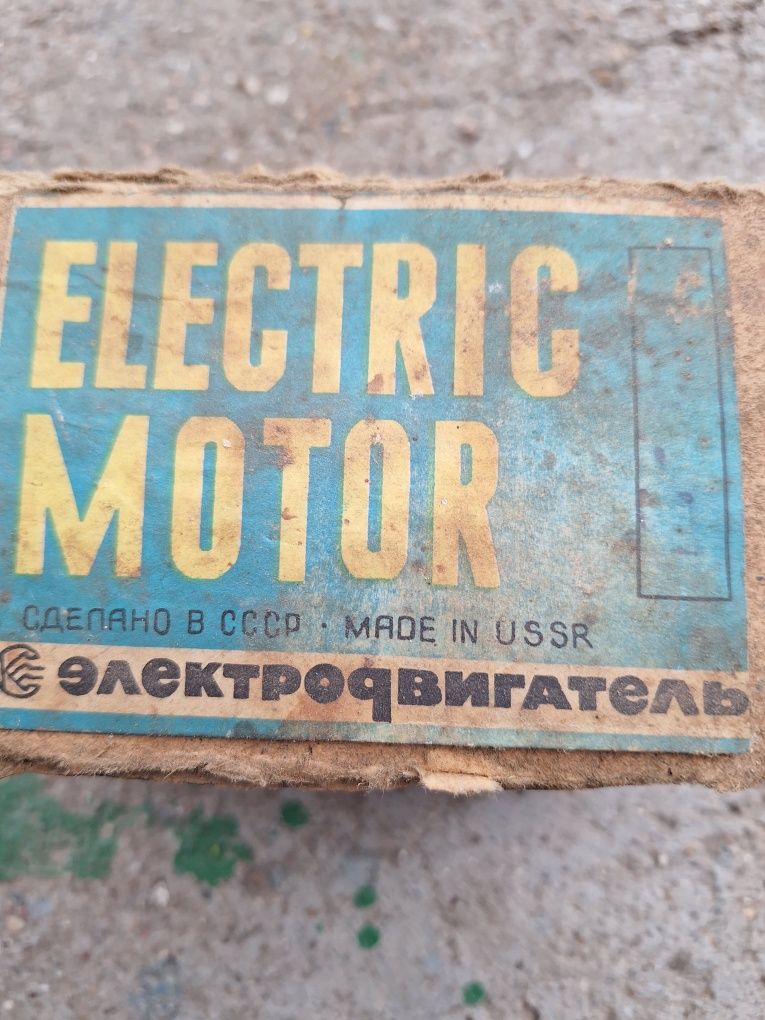 ELECTRIC
MOTOR
СДЕЛАНО В СССР · MADE IN USSR
электродвигатель